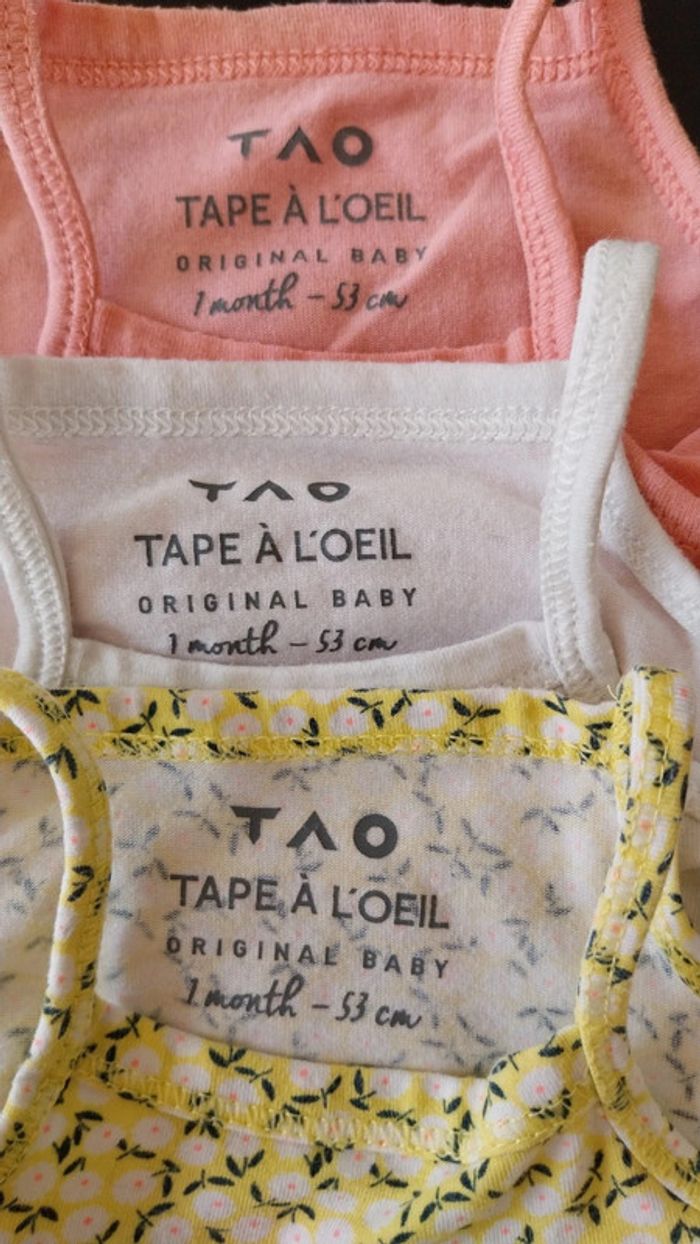 TAO
TAPE À L'OEIL
ORIGINAL BABY
1 month – 53 cm
TAO
TAPE À L'OEIL
ORIGINAL BABY
1 month – 53 cm
TAO
TAPE À L'OEIL
ORIGINAL BABY
1 month – 53 cm